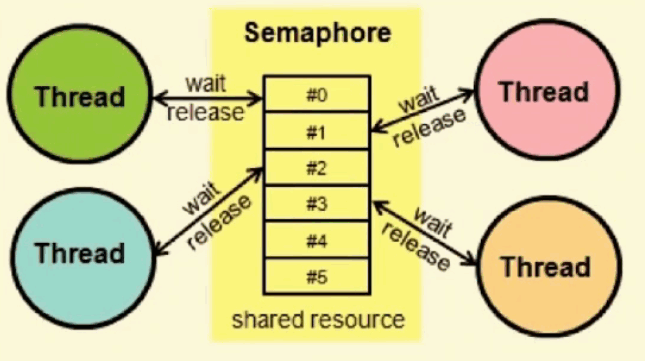 Semaphore
Thread
wait
release
#0
#1
#2
#3
#4
#5
wait
release
Thread
Thread
wait
release
wait
release
Thread
shared resource